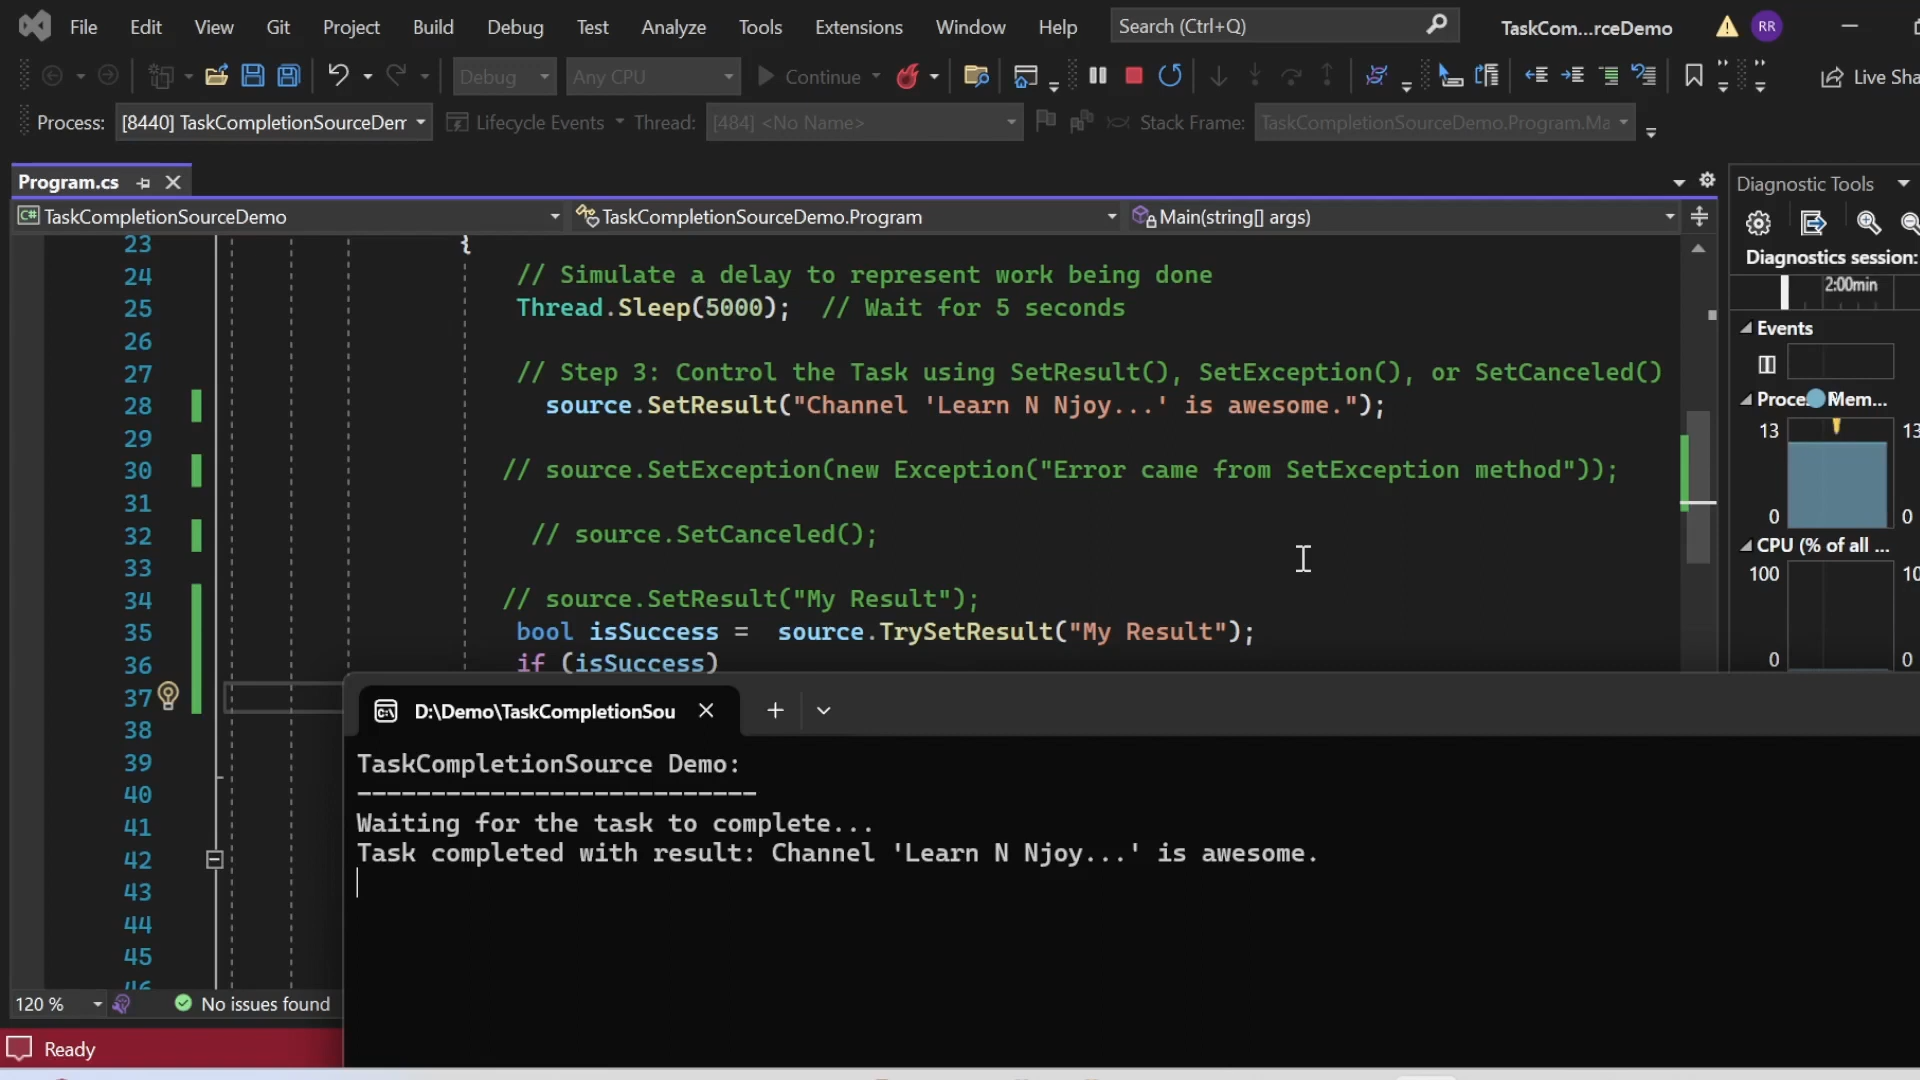 File Edit View Git Project Build Debug Test Analyze Tools Extensions Window Help Search (Ctrl+Q) TaskCom...rceDemo RR
Debug Any CPU Continue Live Sha
Process: [8440] TaskCompletionSourceDem Lifecycle Events Thread: [484] <No Name> Stack Frame: TaskCompletionSourceDemo.Program.Ma
Program.cs
TaskCompletionSourceDemo TaskCompletionSourceDemo.Program Main(string[] args)
23 {
24 // Simulate a delay to represent work being done
25 Thread.Sleep(5000); // Wait for 5 seconds
26
27 // Step 3: Control the Task using SetResult(), SetException(), or SetCanceled()
28 source.SetResult("Channel 'Learn N Njoy...' is awesome.");
29
30 // source.SetException(new Exception("Error came from SetException method"));
31
32 // source.SetCanceled();
33
34 // source.SetResult("My Result");
35 bool isSuccess = source.TrySetResult("My Result");
36 if (isSuccess)
37
38
39
40
41
42
43
44
45
46
120 % No issues found
Ready
Diagnostic Tools
Diagnostics session:
2:00min
Events
Proce Mem...
13 13
0 0
CPU (% of all ...
100 10
0 0
D:\Demo\TaskCompletionSou
TaskCompletionSource Demo:
---------------------------
Waiting for the task to complete...
Task completed with result: Channel 'Learn N Njoy...' is awesome.